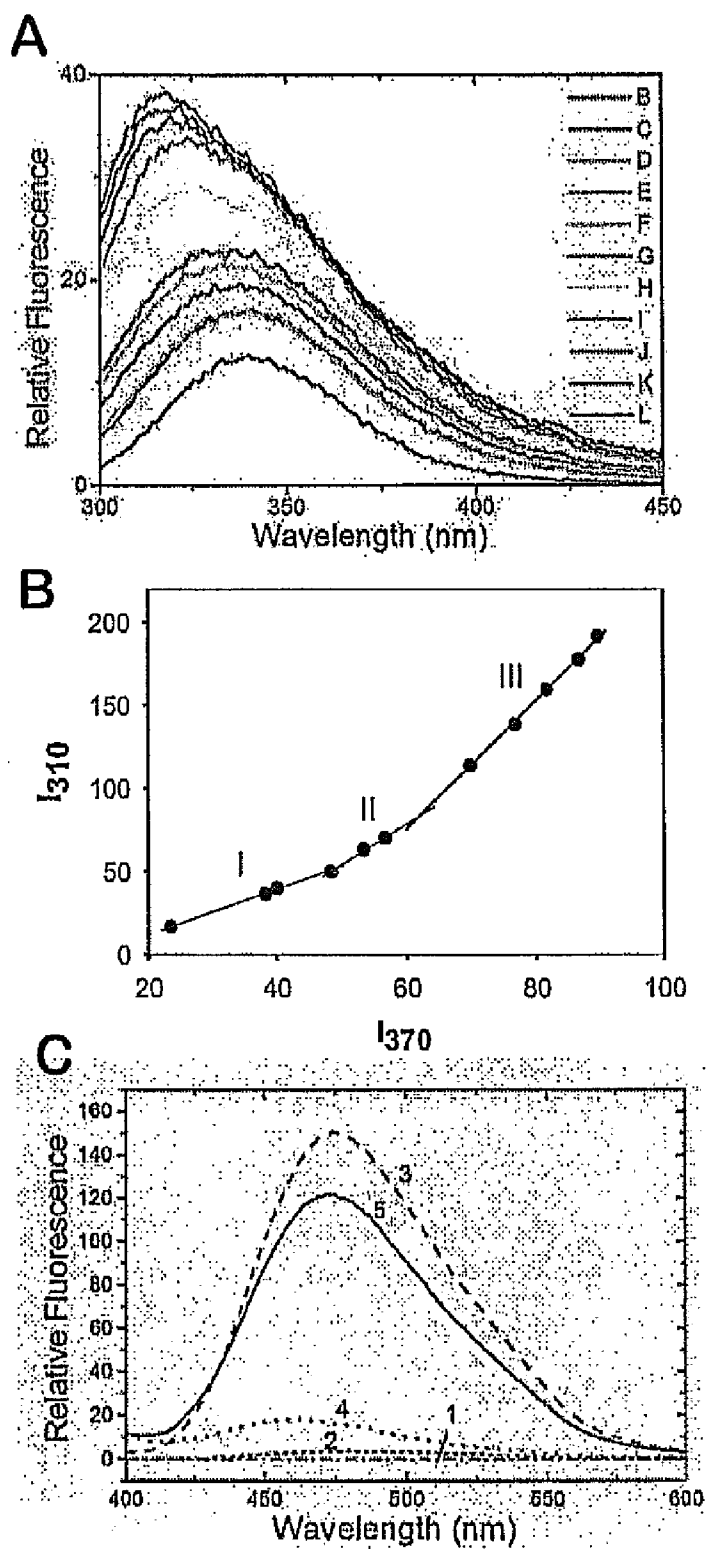 A
40
20
0
Relative Fluorescence
B
C
D
E
F
G
H
I
J
K
L
300 350 400 450
Wavelength (nm)
B
200
150
100
50
0
I310
I
II
III
20 40 60 80 100
I370
C
160
140
120
100
80
60
40
20
0
Relative Fluorescence
3
5
4
2
1
400 450 500 550 600
Wavelength (nm)